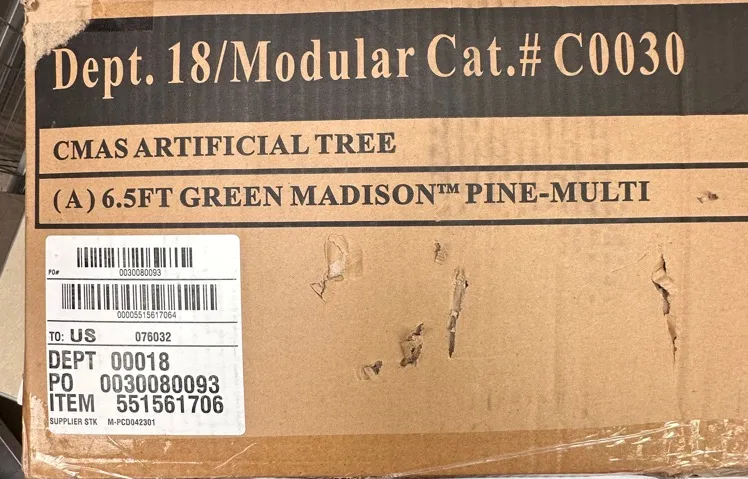 Dept. 18/Modular Cat.# C0030
CMAS ARTIFICIAL TREE
(A) 6.5FT GREEN MADISON™ PINE-MULTI
PO# 0030080093
00005515617064
TO: US 076032
DEPT 00018
PO 0030080093
ITEM 551561706
SUPPLIER STK M-PCD042301